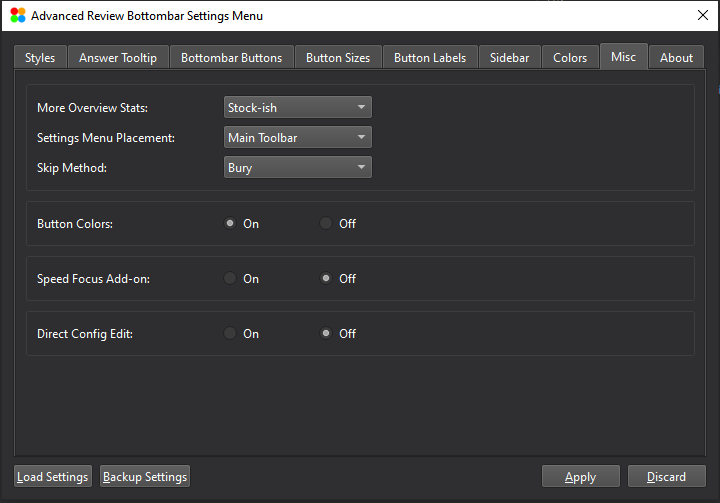 Advanced Review Bottombar Settings Menu
Styles Answer Tooltip Bottombar Buttons Button Sizes Button Labels Sidebar Colors Misc About
More Overview Stats: Stock-ish
Settings Menu Placement: Main Toolbar
Skip Method: Bury
Button Colors: On Off
Speed Focus Add-on: On Off
Direct Config Edit: On Off
Load Settings Backup Settings Apply Discard